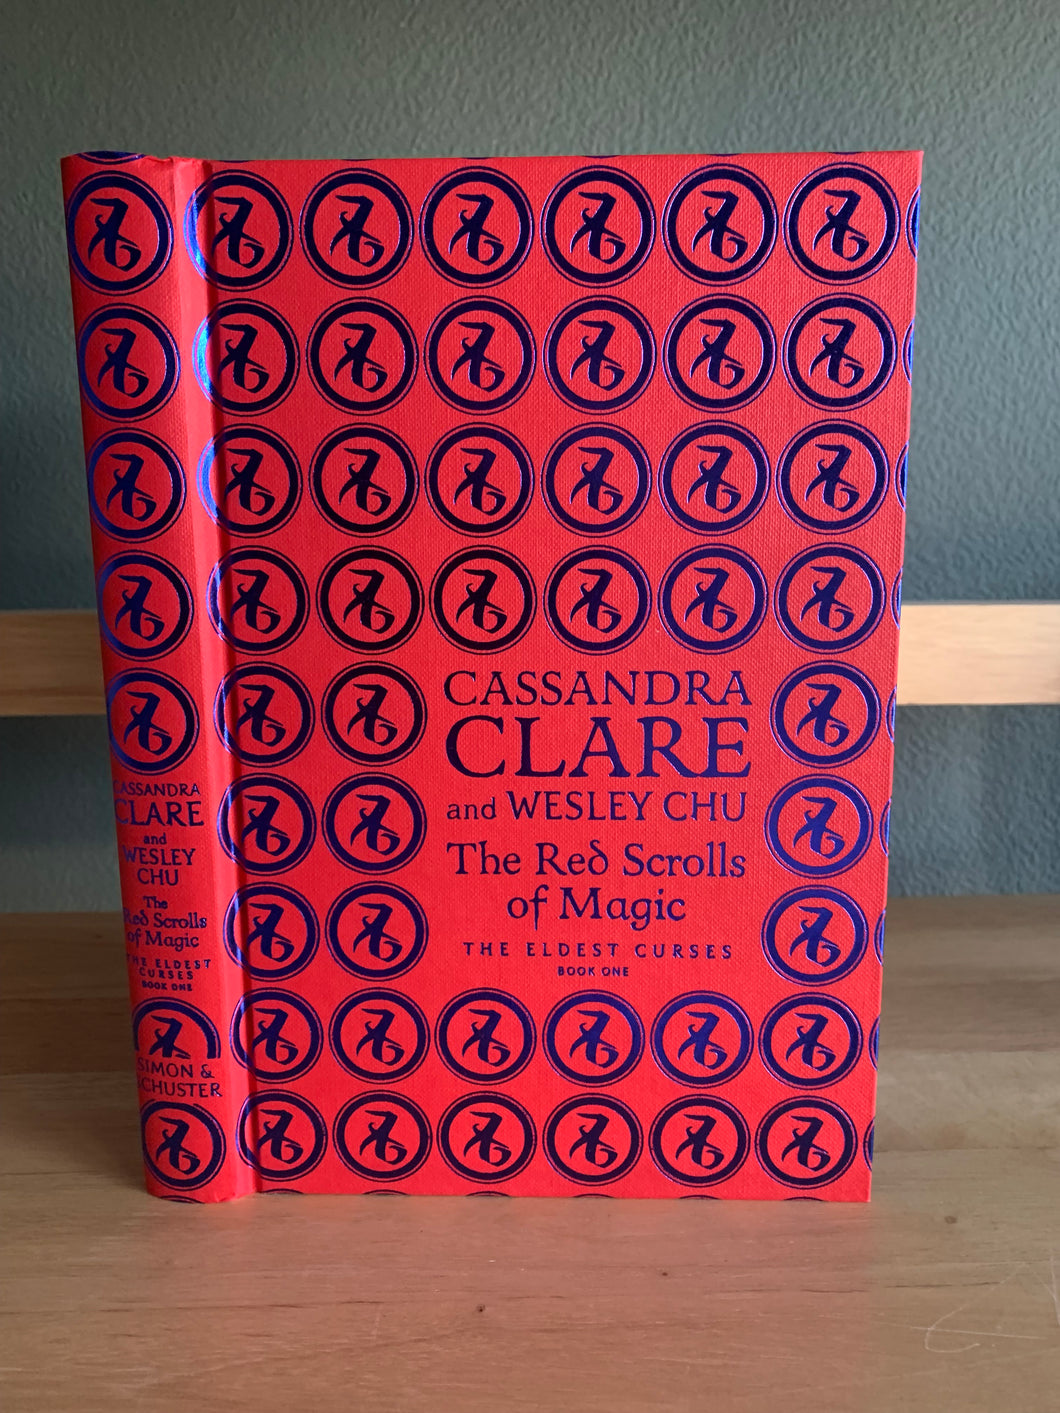 CASSANDRA
CLARE
and WESLEY CHU
The Red Scrolls
of Magic
THE ELDEST CURSES
BOOK ONE
CASSANDRA
CLARE
and
WESLEY
CHU
The
Red Scrolls
of Magic
THE ELDEST
CURSES
BOOK ONE
SIMON &
SCHUSTER